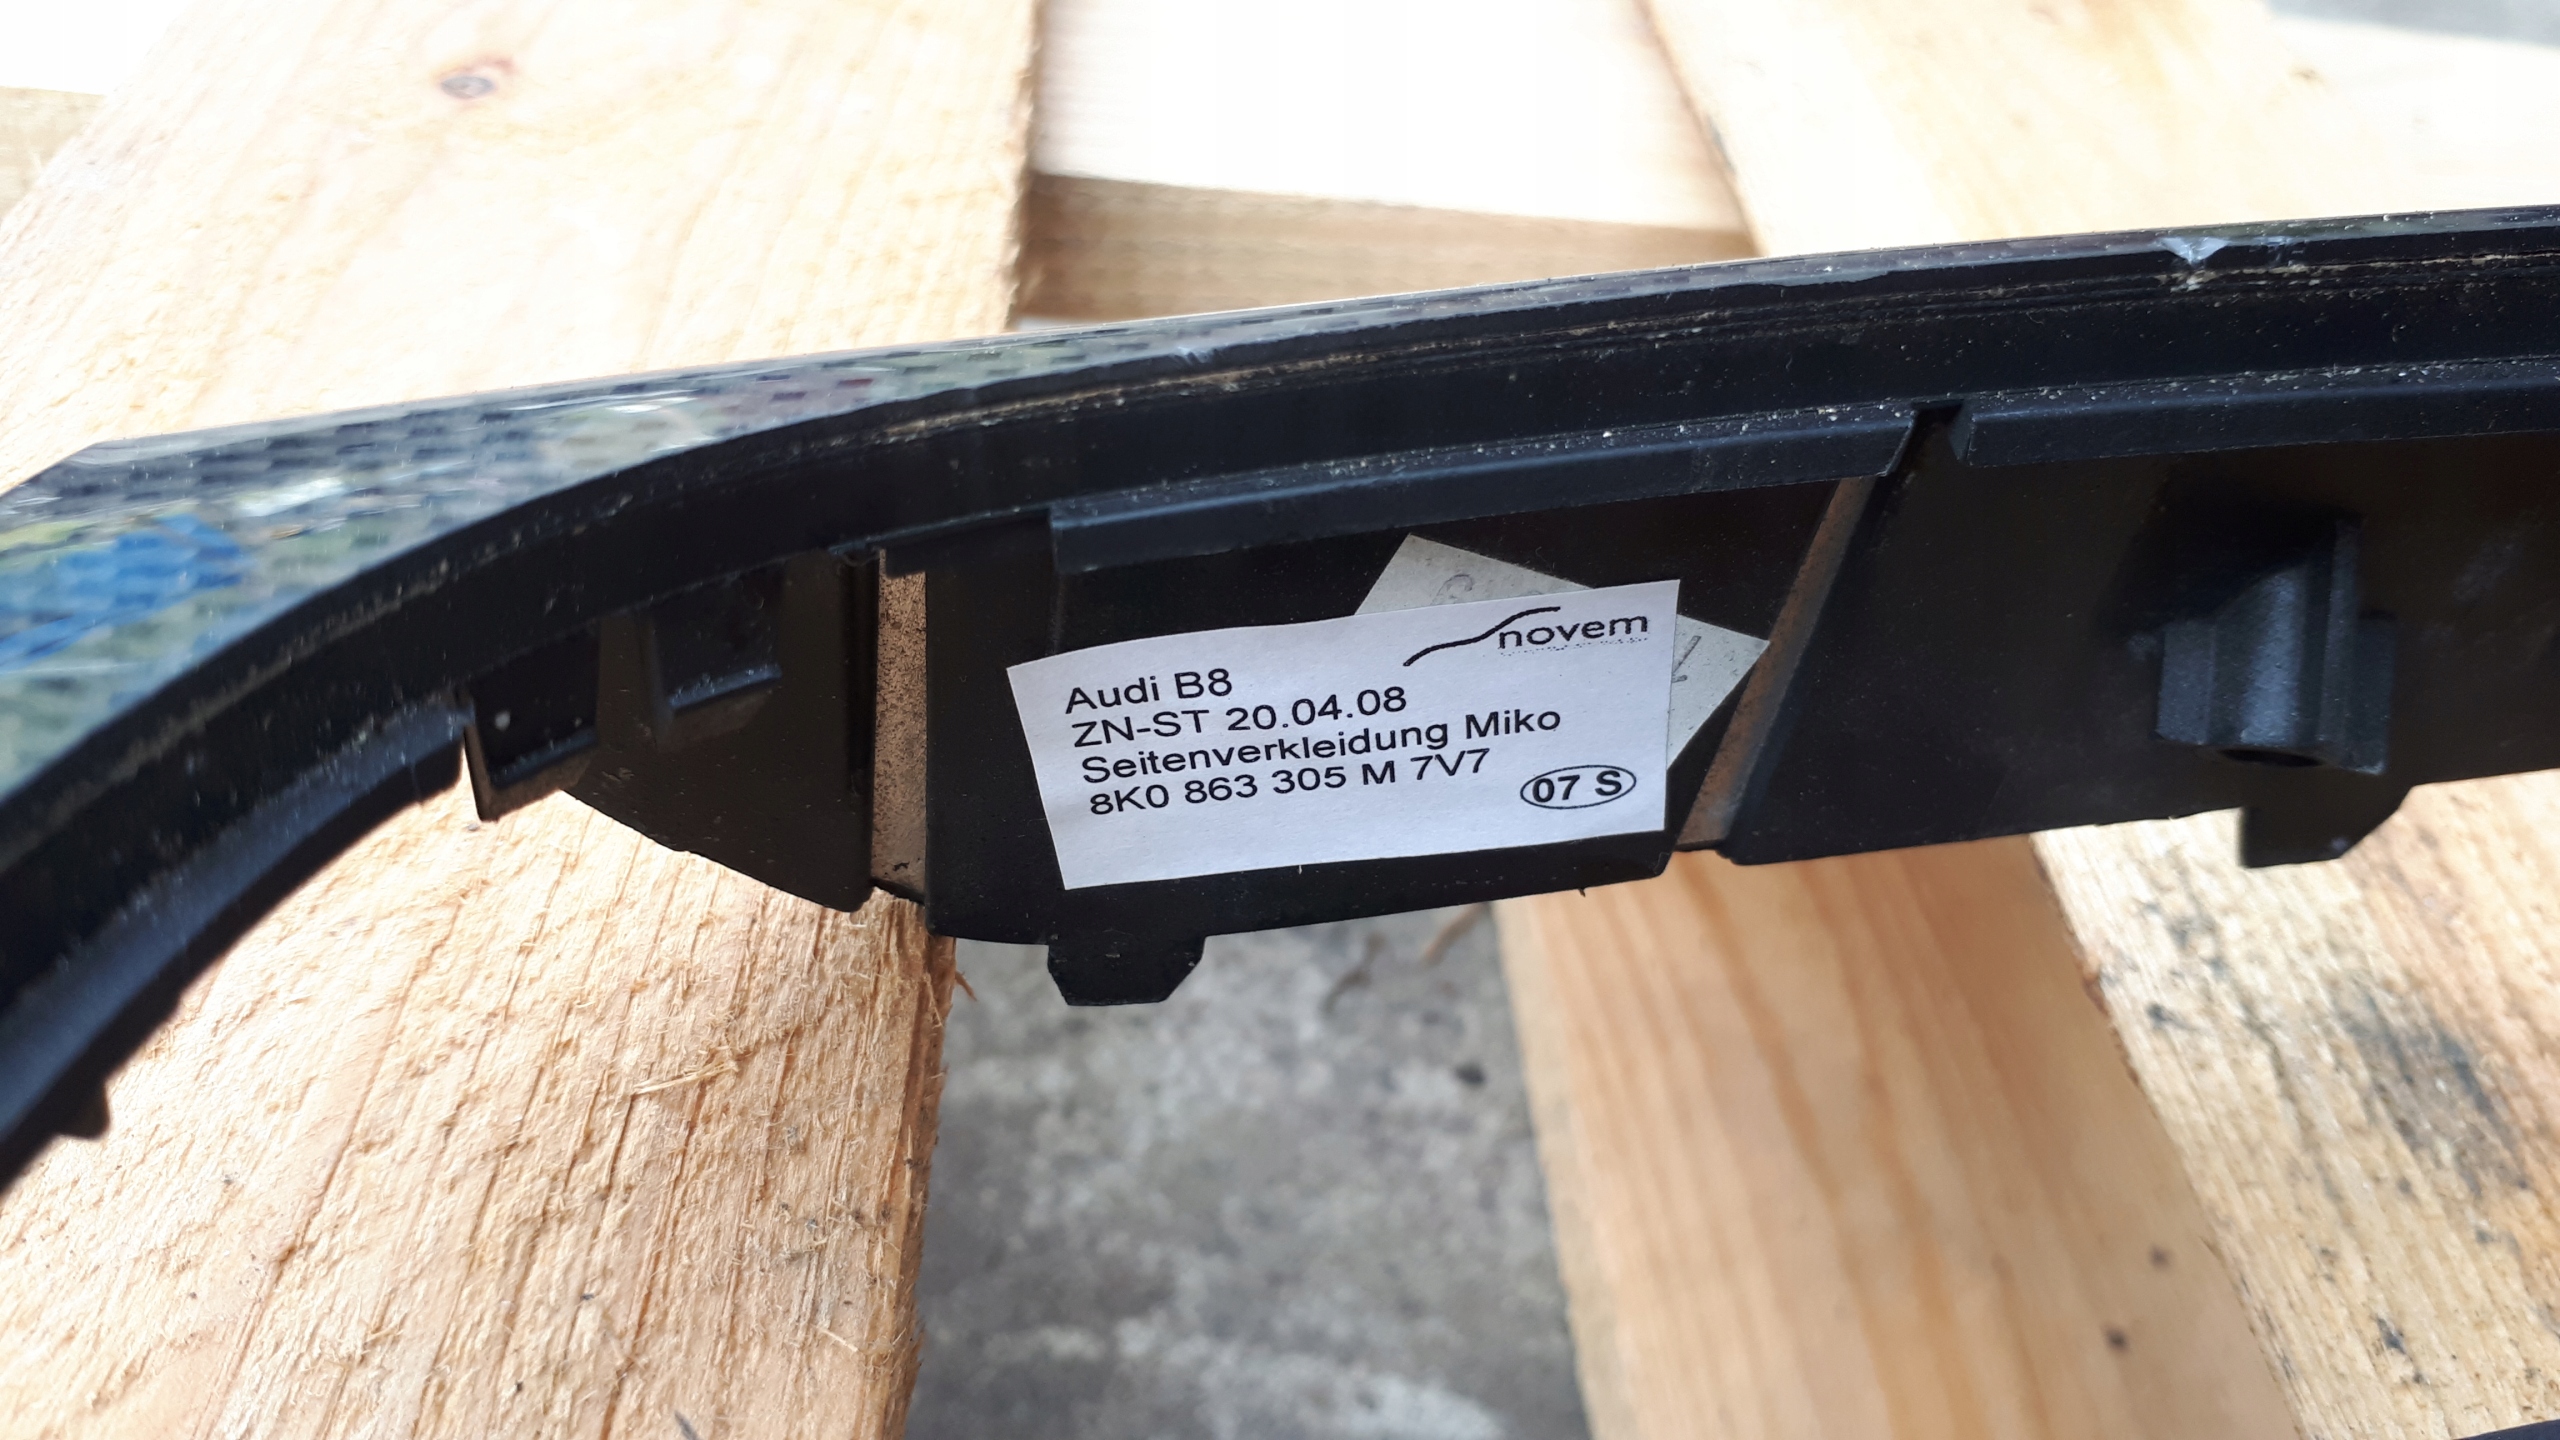 novem
Audi B8
ZN-ST 20.04.08
Seitenverkleidung Miko
8K0 863 305 M 7V7
07 S